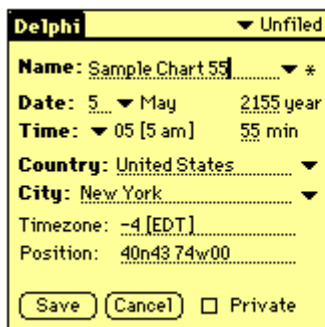 Delphi Unfiled
Name: Sample Chart 55 *
Date: 5 May 2155 year
Time: 05 [5 am] 55 min
Country: United States
City: New York
Timezone: -4 [EDT]
Position: 40n43 74w00
Save Cancel Private